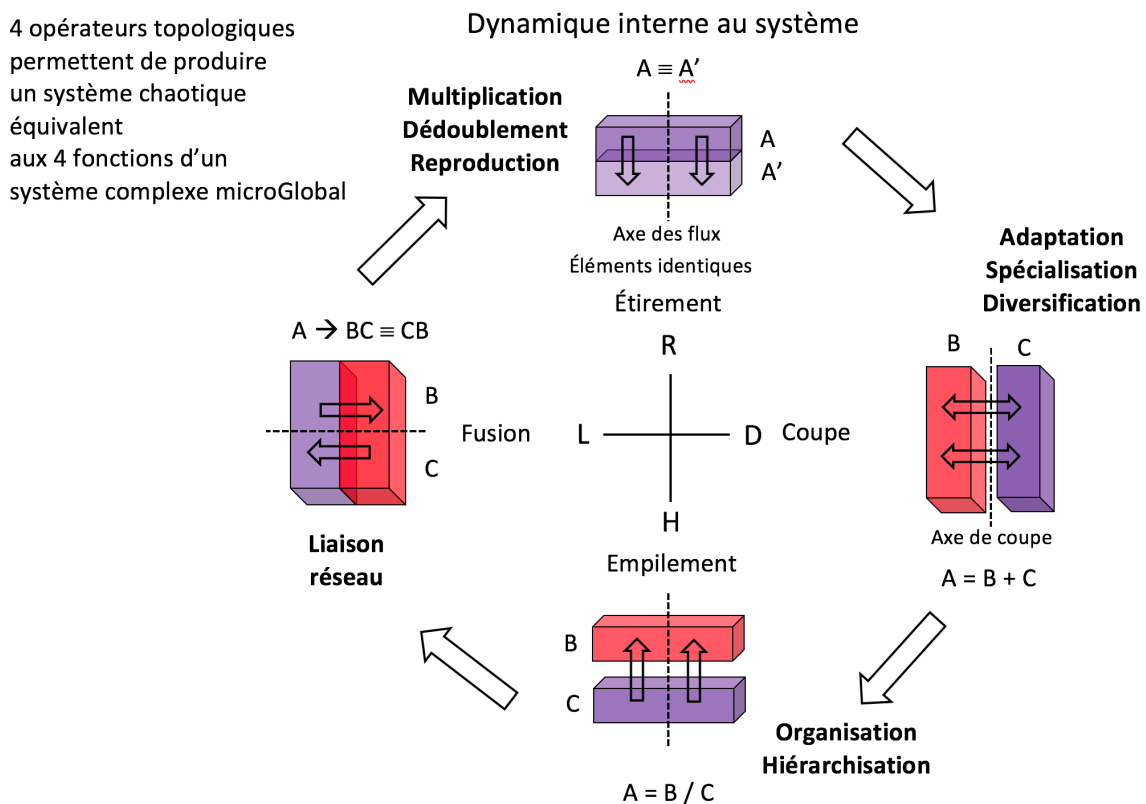 4 opérateurs topologiques
permettent de produire
un système chaotique
équivalent
aux 4 fonctions d’un
système complexe microGlobal
Dynamique interne au système
A ≡ A’
Multiplication
Dédoublement
Reproduction
A
A’
Axe des flux
Éléments identiques
Étirement
Adaptation
Spécialisation
Diversification
B C
Axe de coupe
A = B + C
A → BC ≡ CB
B
C
Liaison
réseau
Fusion
R
L D
H
Coupe
Empilement
B
C
A = B / C
Organisation
Hiérarchisation